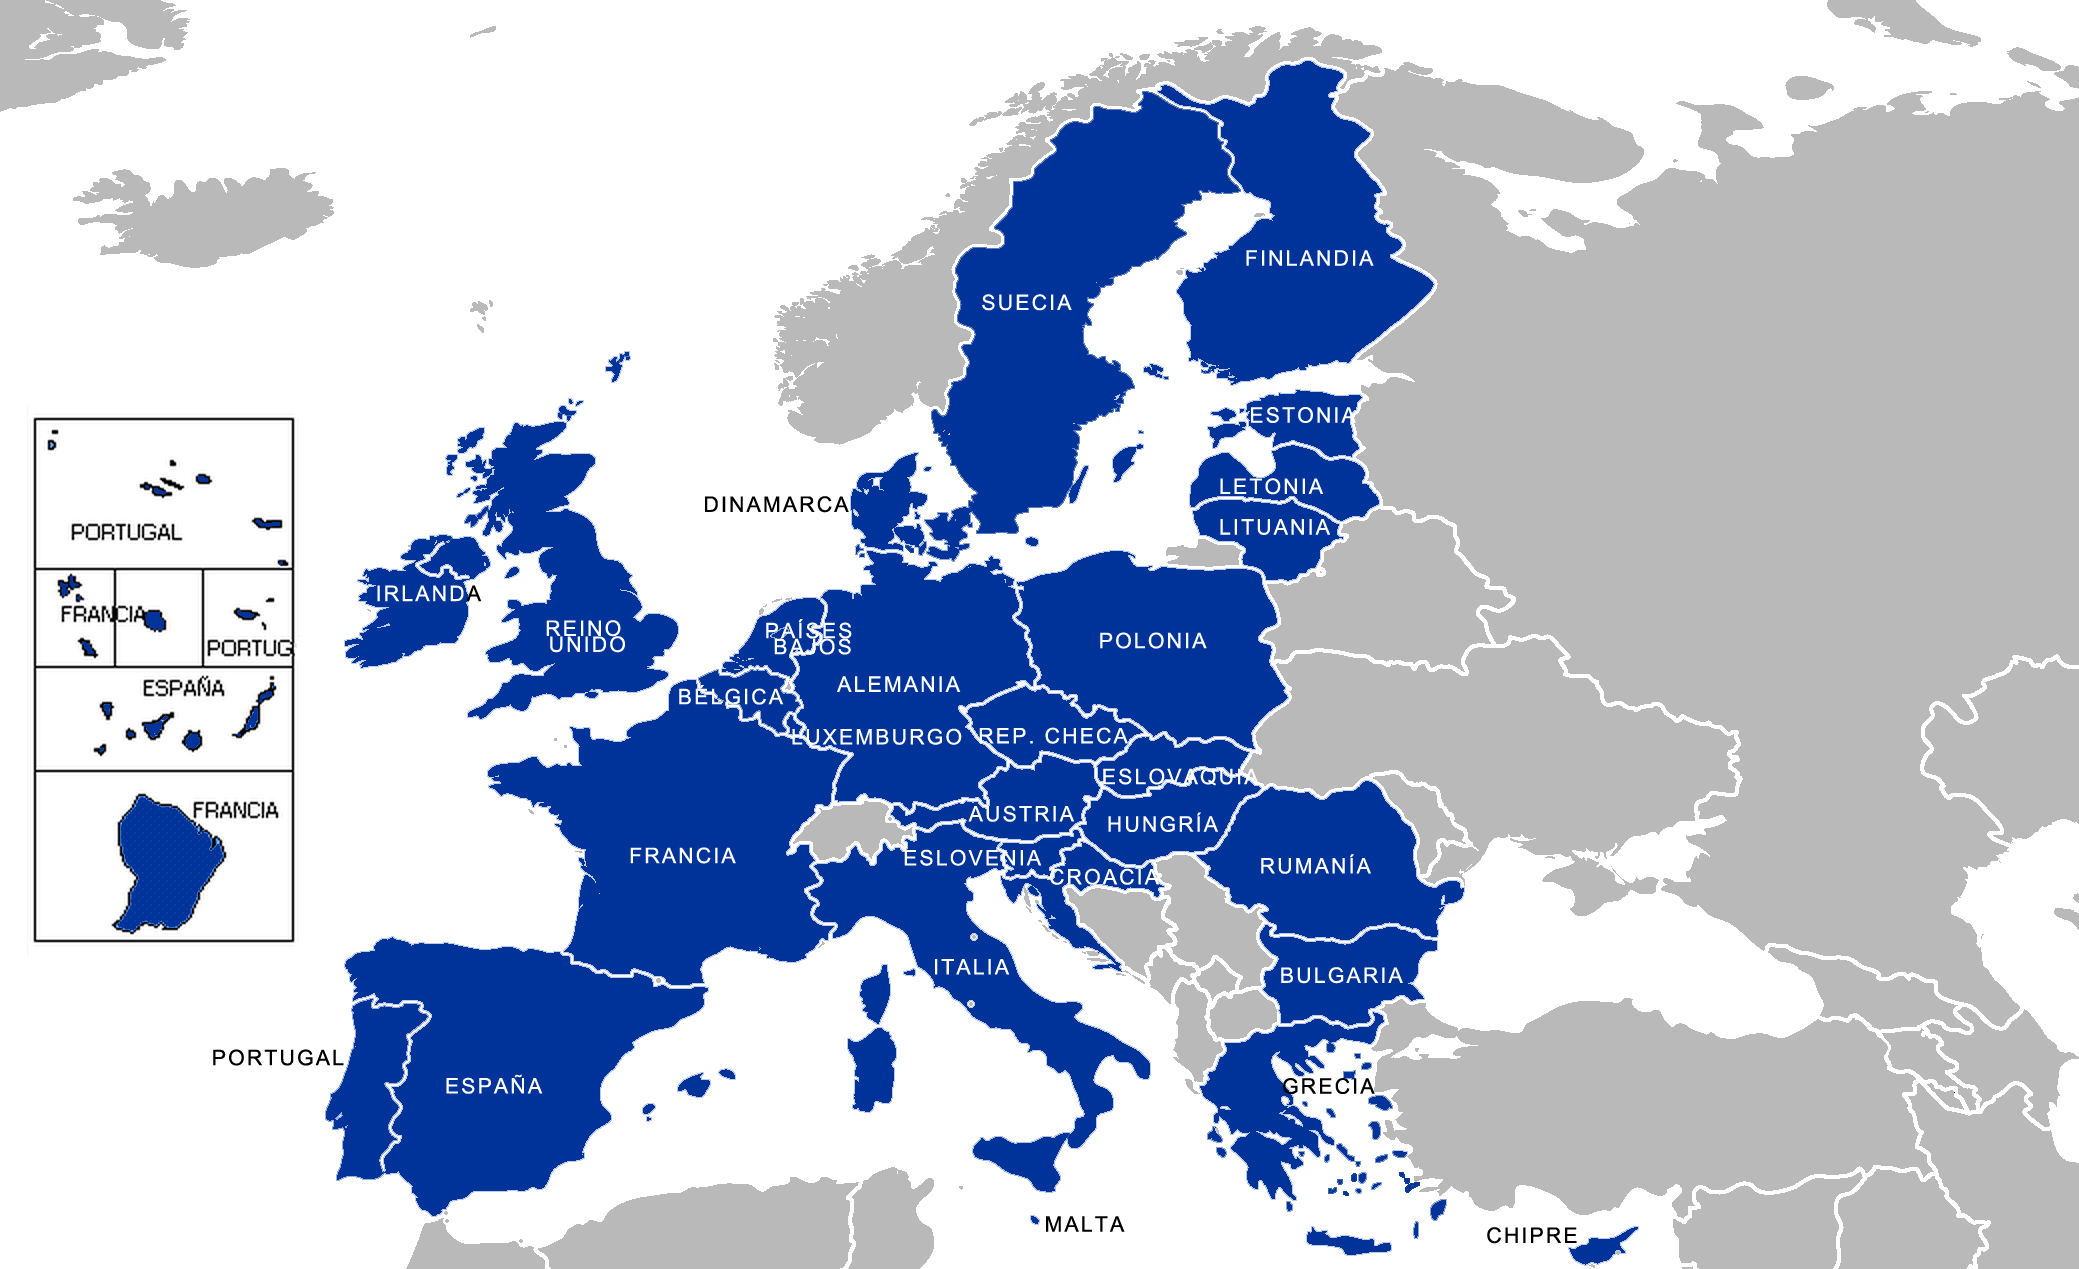 FINLANDIA
SUECIA
ESTONIA
LETONIA
LITUANIA
DINAMARCA
IRLANDA
REINO
UNIDO
PAÍSES
BAJOS
POLONIA
ALEMANIA
BÉLGICA
LUXEMBURGO
REP. CHECA
ESLOVAQUIA
AUSTRIA
HUNGRÍA
FRANCIA
ESLOVENIA
CROACIA
RUMANÍA
ITALIA
BULGARIA
PORTUGAL
ESPAÑA
GRECIA
MALTA
CHIPRE
PORTUGAL
FRANCIA
PORTUG
ESPAÑA
FRANCIA